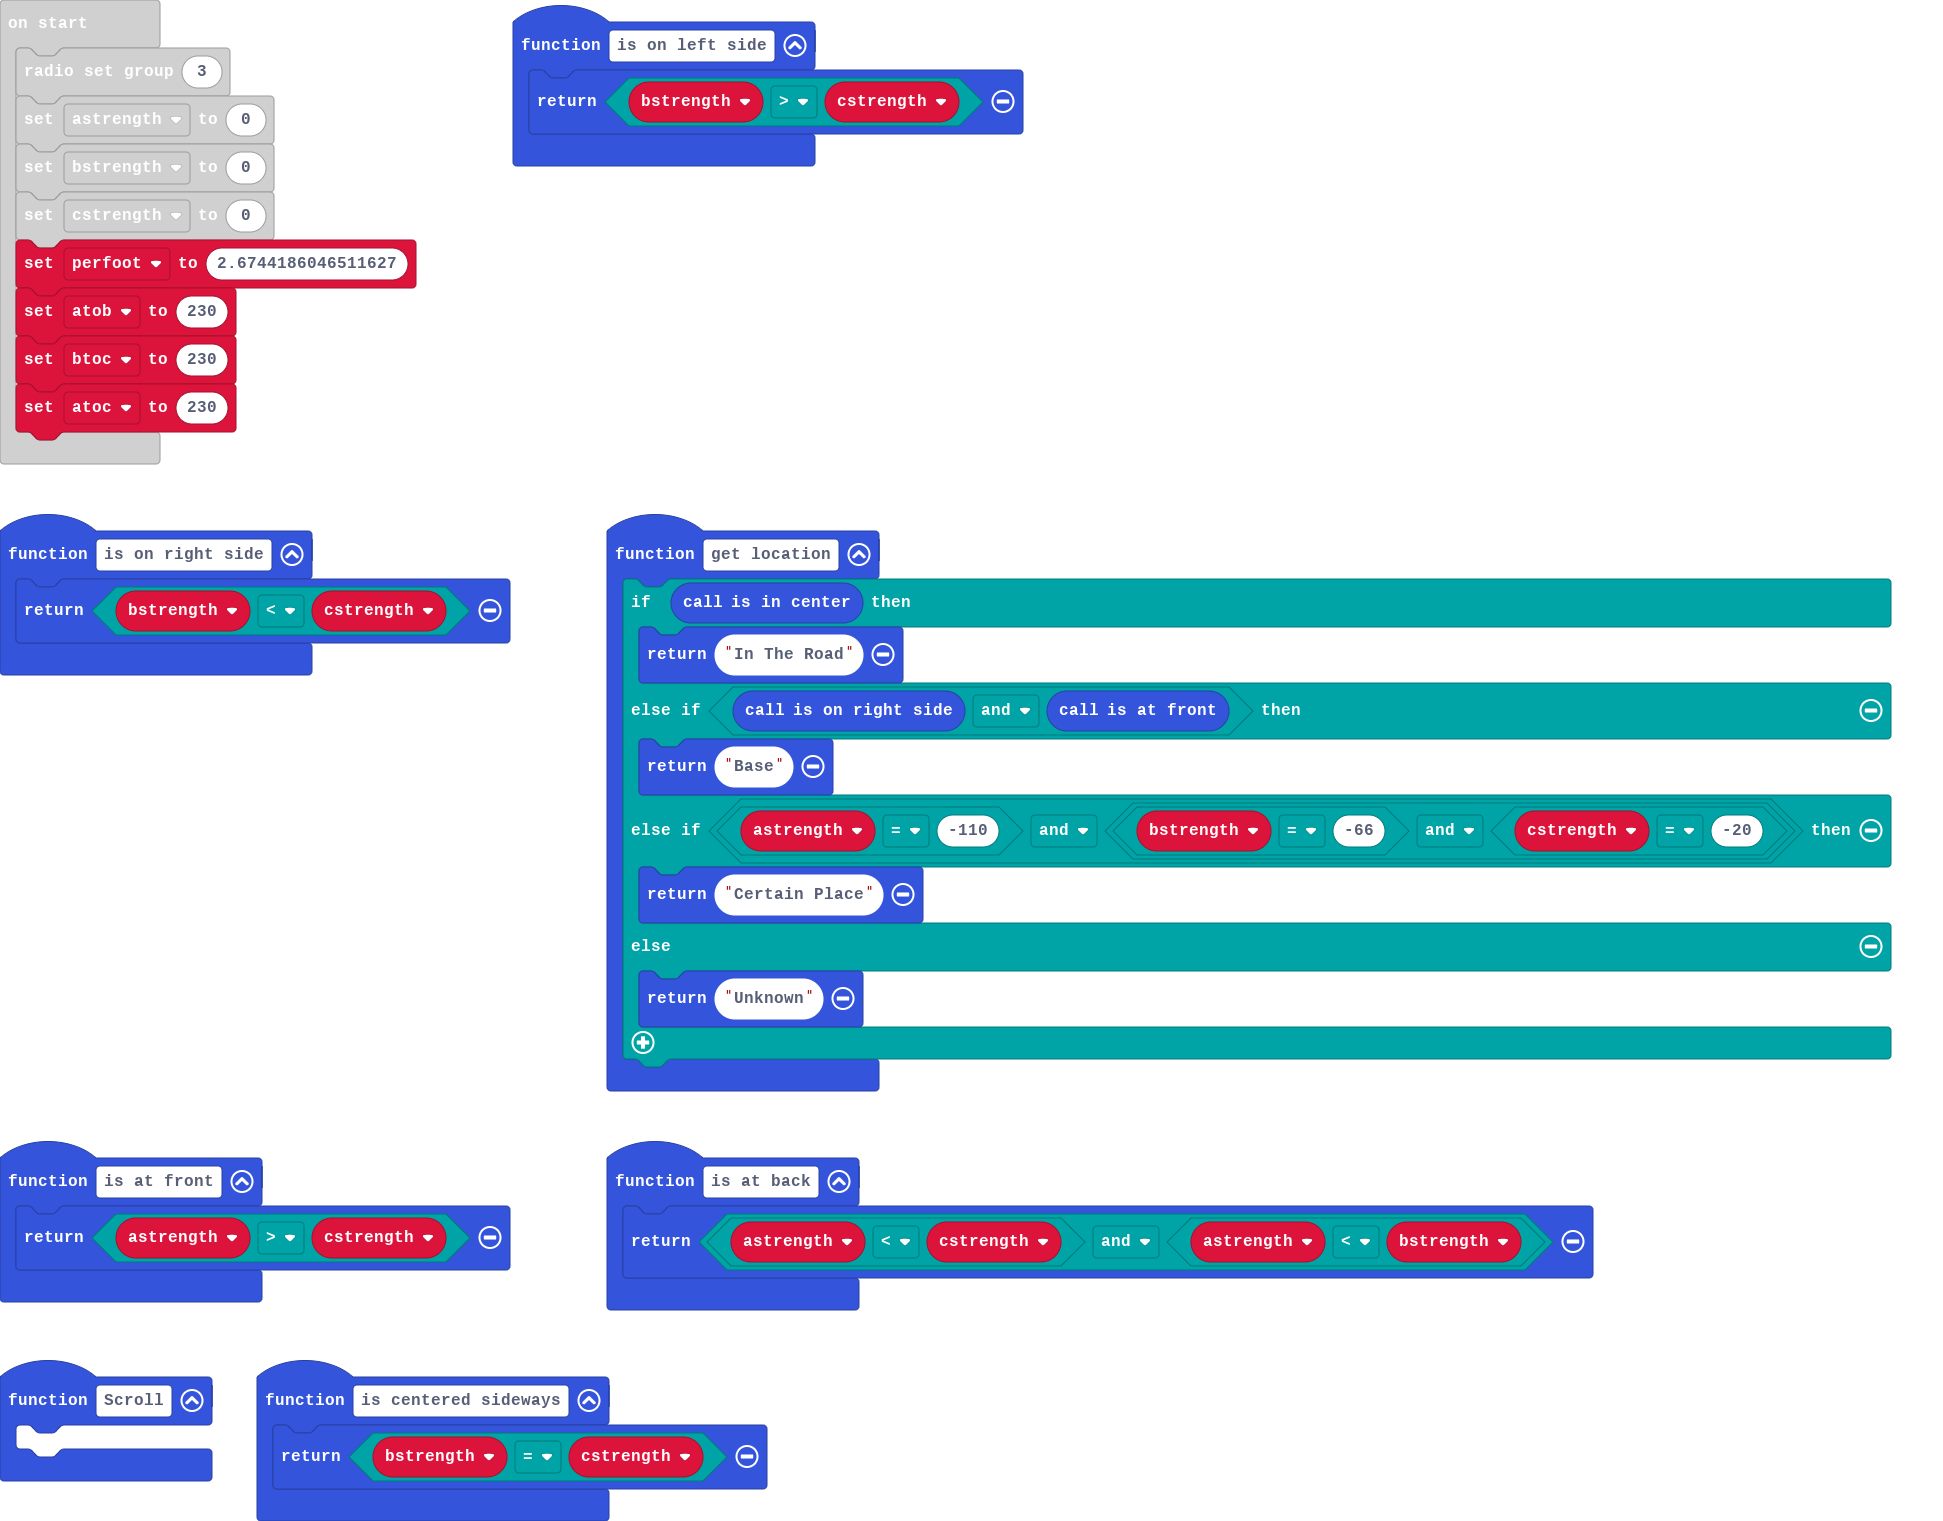 on start
radio set group 3
set astrength to 0
set bstrength to 0
set cstrength to 0
set perfoot to 2.6744186046511627
set atob to 230
set btoc to 230
set atoc to 230
function is on left side
return bstrength > cstrength
function is on right side
return bstrength < cstrength
function get location
if call is in center then
return "In The Road"
else if call is on right side and call is at front then
return "Base"
else if astrength = -110 and bstrength = -66 and cstrength = -20 then
return "Certain Place"
else
return "Unknown"
function is at front
return astrength > cstrength
function is at back
return astrength < cstrength and astrength < bstrength
function Scroll
function is centered sideways
return bstrength = cstrength